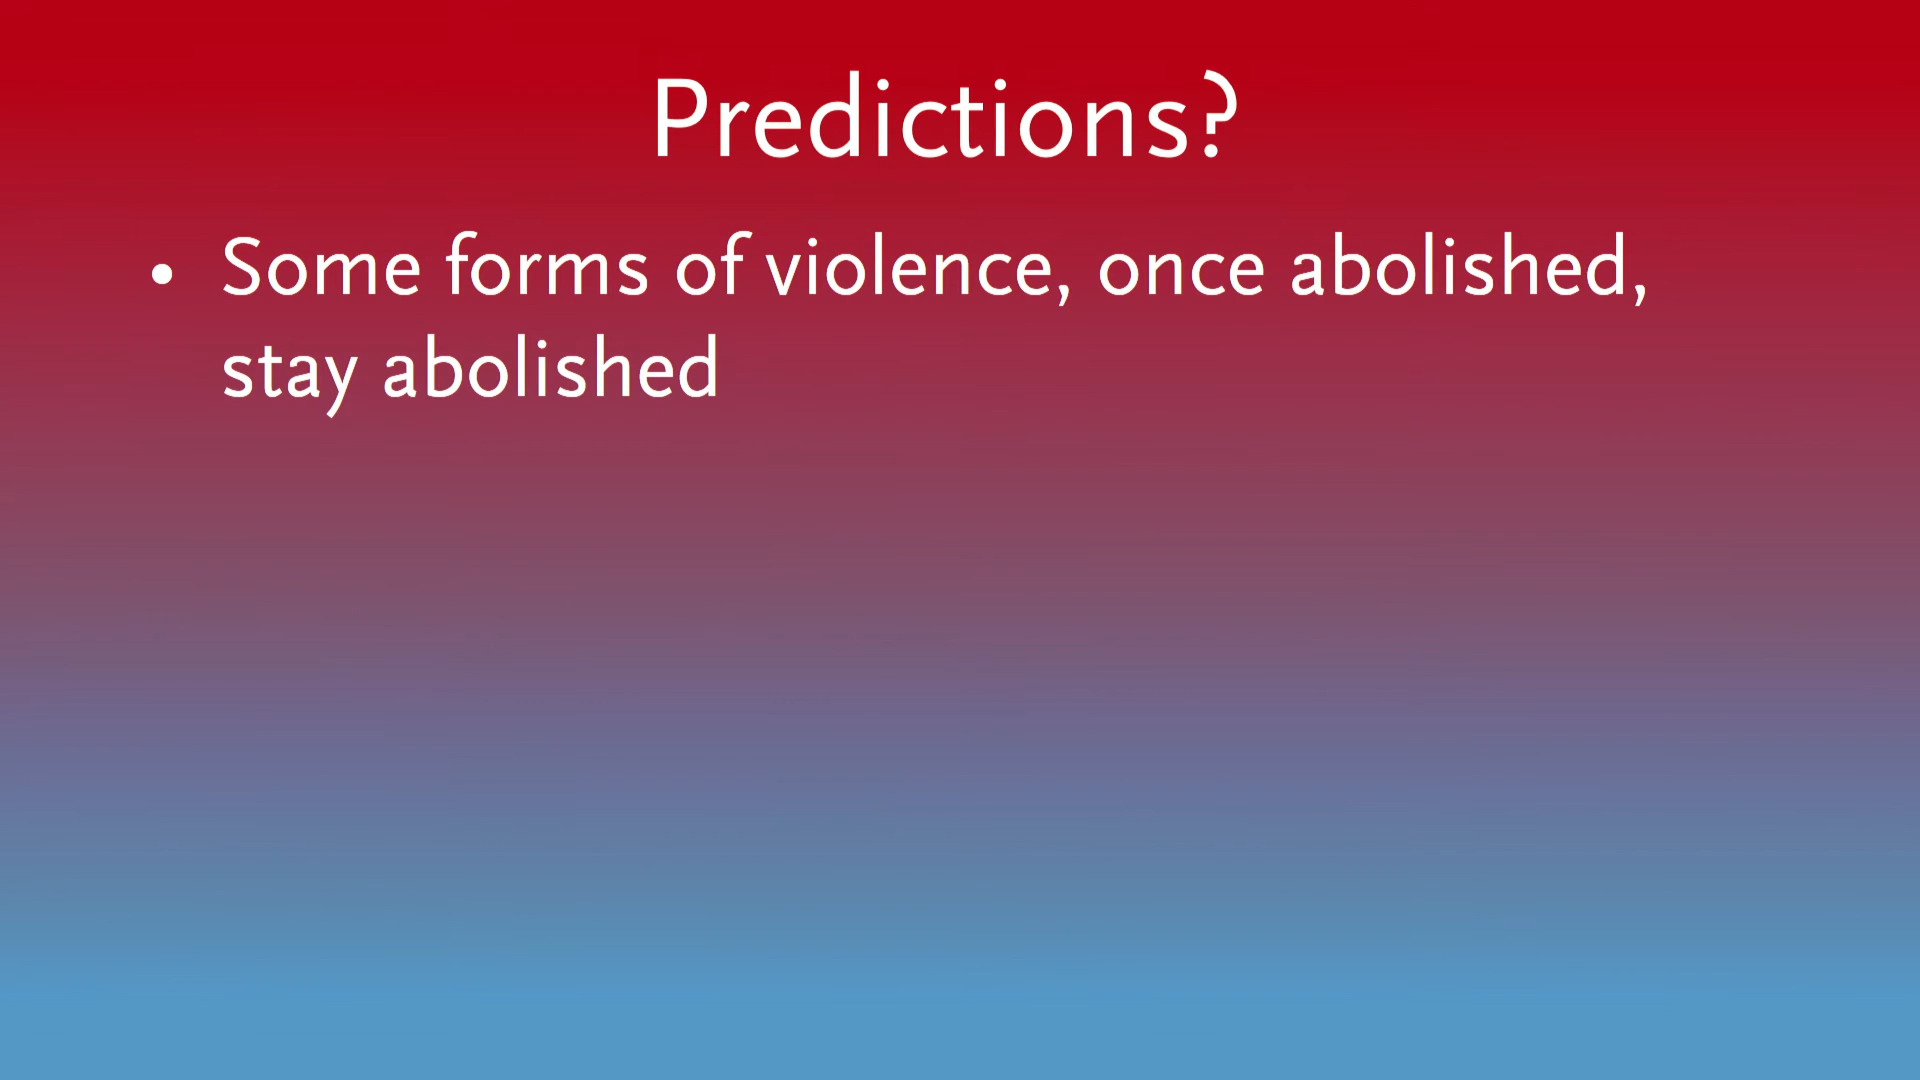 Predictions?
• Some forms of violence, once abolished,
stay abolished